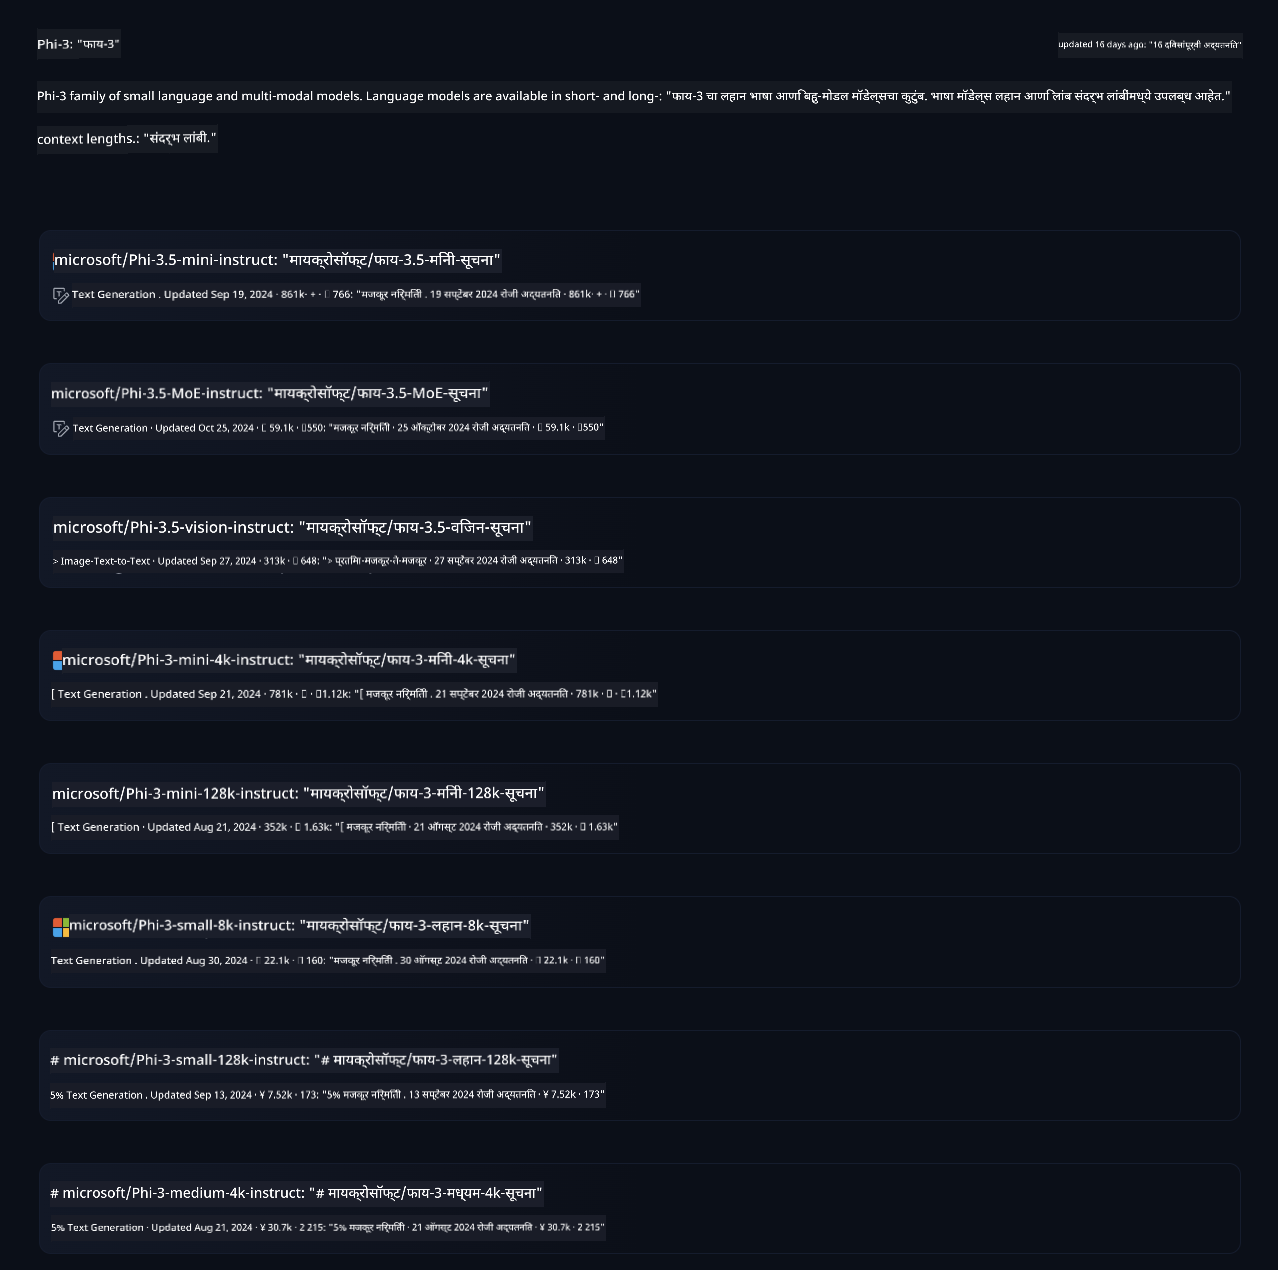 Phi-3: "फाय-3"
updated 16 days ago: "16 दिवसांपूर्वी अद्यतनित"
Phi-3 family of small language and multi-modal models. Language models are available in short- and long-: "फाय-3 चा लहान भाषा आणि बहु-मोडल मॉडेल्सचा कुटुंब. भाषा मॉडेल्स लहान आणि लांब संदर्भ लांबीमध्ये उपलब्ध आहेत."
context lengths.: "संदर्भ लांबी."
microsoft/Phi-3.5-mini-instruct: "मायक्रोसॉफ्ट/फाय-3.5-मिनी-सूचना"
Text Generation . Updated Sep 19, 2024 · 861k· + · 766: "मजकूर निर्मिती . 19 सप्टेंबर 2024 रोजी अद्यतनित · 861k· + · 766"
microsoft/Phi-3.5-MoE-instruct: "मायक्रोसॉफ्ट/फाय-3.5-MoE-सूचना"
Text Generation · Updated Oct 25, 2024 · 59.1k · 550: "मजकूर निर्मिती · 25 ऑक्टोबर 2024 रोजी अद्यतनित · 59.1k · 550"
microsoft/Phi-3.5-vision-instruct: "मायक्रोसॉफ्ट/फाय-3.5-विजन-सूचना"
> Image-Text-to-Text · Updated Sep 27, 2024 · 313k · 648: "> प्रतिमा-मजकूर-ते-मजकूर · 27 सप्टेंबर 2024 रोजी अद्यतनित · 313k · 648"
microsoft/Phi-3-mini-4k-instruct: "मायक्रोसॉफ्ट/फाय-3-मिनी-4k-सूचना"
[ Text Generation . Updated Sep 21, 2024 · 781k · · 1.12k: "[ मजकूर निर्मिती . 21 सप्टेंबर 2024 रोजी अद्यतनित · 781k · · 1.12k"
microsoft/Phi-3-mini-128k-instruct: "मायक्रोसॉफ्ट/फाय-3-मिनी-128k-सूचना"
[ Text Generation · Updated Aug 21, 2024 · 352k · 1.63k: "[ मजकूर निर्मिती · 21 ऑगस्ट 2024 रोजी अद्यतनित · 352k · 1.63k"
microsoft/Phi-3-small-8k-instruct: "मायक्रोसॉफ्ट/फाय-3-लहान-8k-सूचना"
Text Generation . Updated Aug 30, 2024 · 22.1k · 160: "मजकूर निर्मिती . 30 ऑगस्ट 2024 रोजी अद्यतनित · 22.1k · 160"
# microsoft/Phi-3-small-128k-instruct: "# मायक्रोसॉफ्ट/फाय-3-लहान-128k-सूचना"
5% Text Generation . Updated Sep 13, 2024 · ¥ 7.52k · 173: "5% मजकूर निर्मिती . 13 सप्टेंबर 2024 रोजी अद्यतनित · ¥ 7.52k · 173"
# microsoft/Phi-3-medium-4k-instruct: "# मायक्रोसॉफ्ट/फाय-3-मध्यम-4k-सूचना"
5% Text Generation · Updated Aug 21, 2024 · ¥ 30.7k · 2 215: "5% मजकूर निर्मिती · 21 ऑगस्ट 2024 रोजी अद्यतनित · ¥ 30.7k · 2 215"